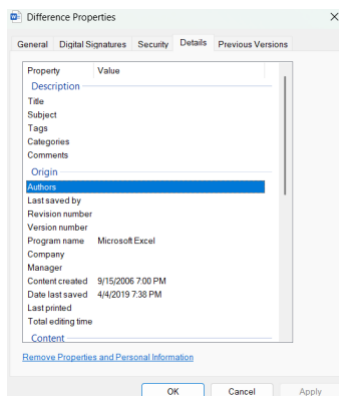 Difference Properties
General Digital Signatures Security Details Previous Versions
Property Value
Description
Title
Subject
Tags
Categories
Comments
Origin
Authors
Last saved by
Revision number
Version number
Program name Microsoft Excel
Company
Manager
Content created 9/15/2006 7:00 PM
Date last saved 4/4/2019 7:38 PM
Last printed
Total editing time
Content
Remove Properties and Personal Information
OK Cancel Apply